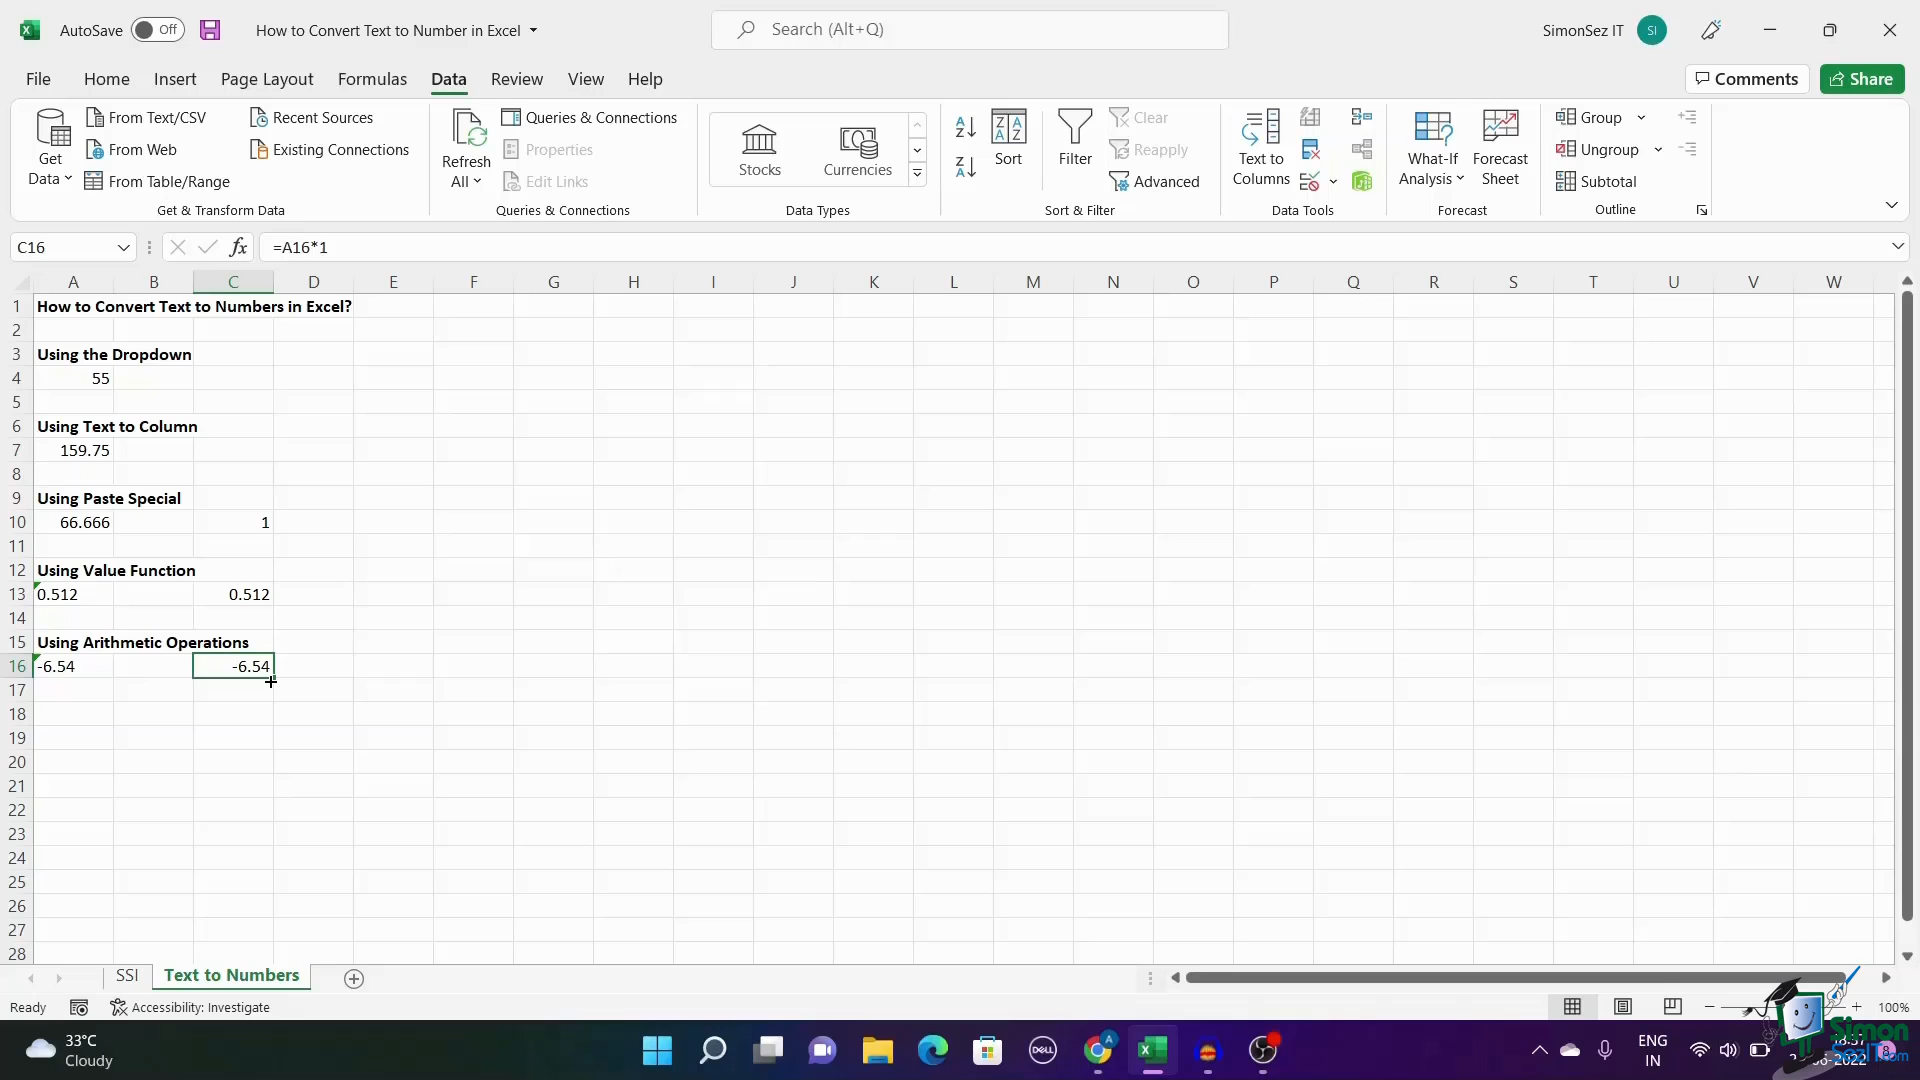 AutoSave Off How to Convert Text to Number in Excel Search (Alt+Q) SimonSez IT SI
File Home Insert Page Layout Formulas Data Review View Help Comments Share
Get Data
From Text/CSV
From Web
From Table/Range
Recent Sources
Existing Connections
Get & Transform Data
Refresh All
Queries & Connections
Properties
Edit Links
Queries & Connections
Stocks
Currencies
Data Types
Sort
Filter
Clear
Reapply
Advanced
Sort & Filter
Text to Columns
Data Tools
What-If Analysis
Forecast Sheet
Forecast
Group
Ungroup
Subtotal
Outline
C16 fx =A16*1
A B C D E F G H I J K L M N O P Q R S T U V W
1 How to Convert Text to Numbers in Excel?
2
3 Using the Dropdown
4 55
5
6 Using Text to Column
7 159.75
8
9 Using Paste Special
10 66.666 1
11
12 Using Value Function
13 0.512 0.512
14
15 Using Arithmetic Operations
16 -6.54 -6.54
17
18
19
20
21
22
23
24
25
26
27
28
SSI Text to Numbers
Ready Accessibility: Investigate 100%
33°C
Cloudy
DELL
A
ENG
IN
Simon
SezIT.com
8